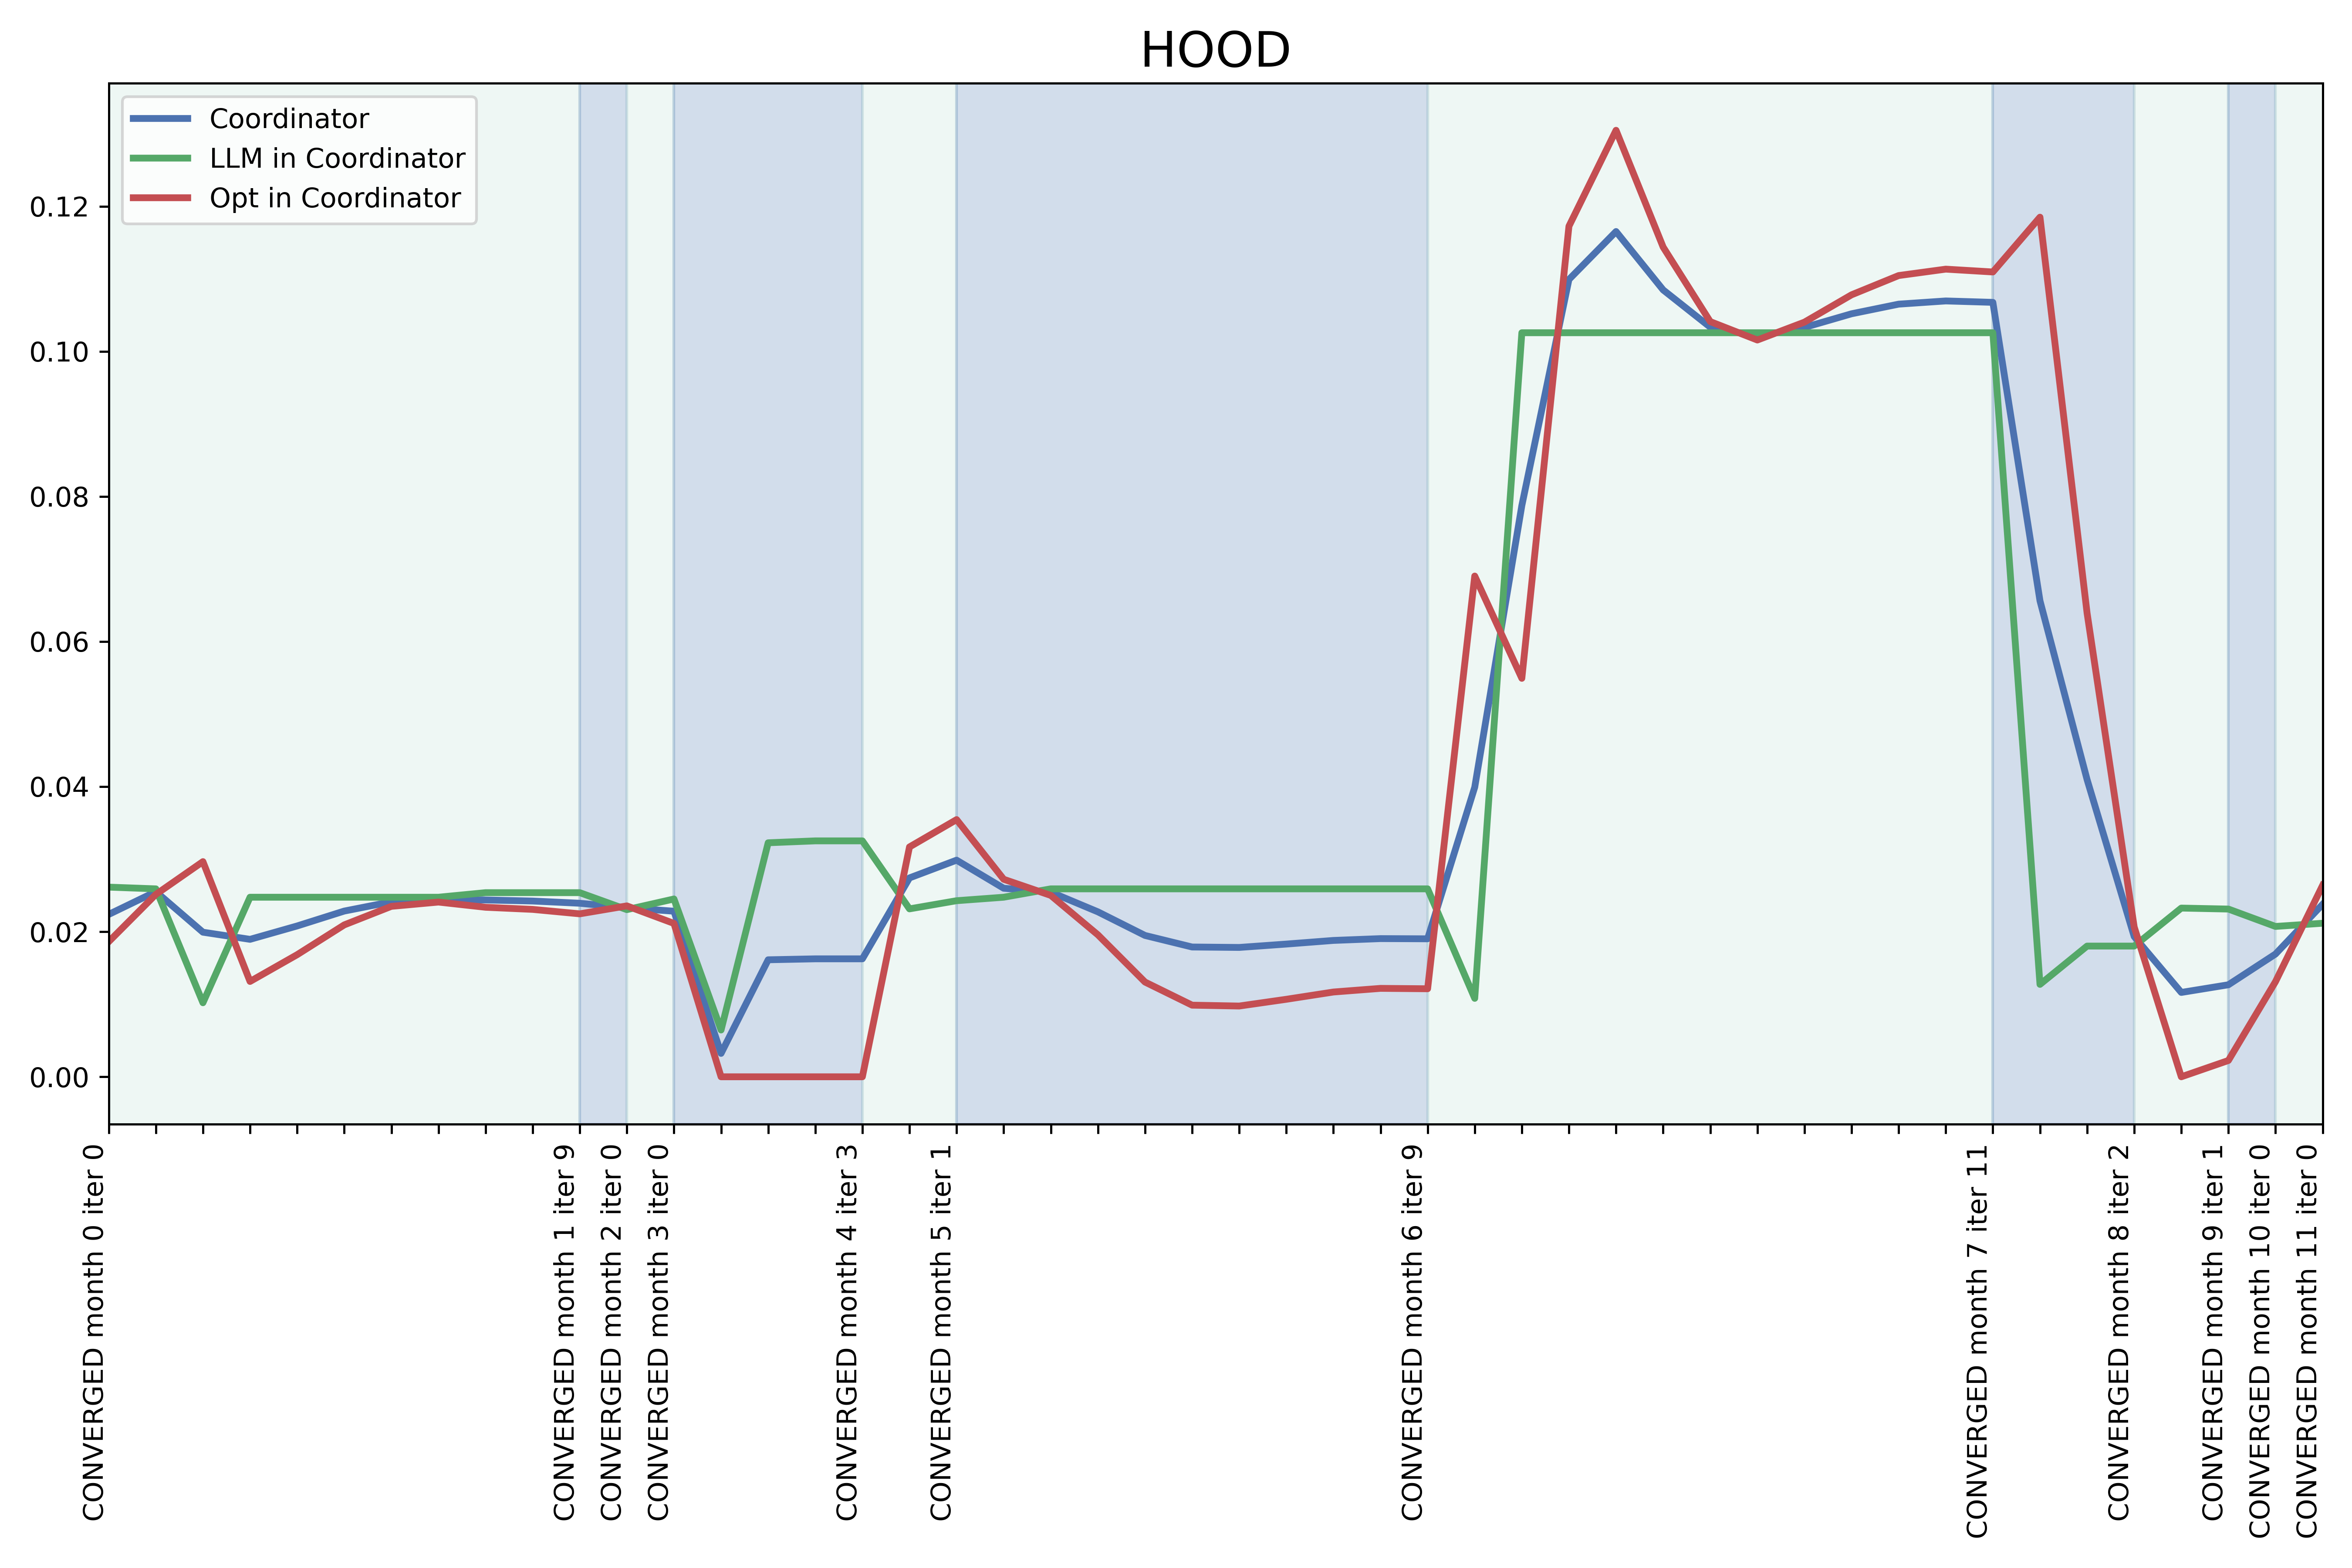 HOOD
Coordinator
LLM in Coordinator
Opt in Coordinator
0.12
0.10
0.08
0.06
0.04
0.02
0.00
CONVERGED month 0 iter 0
CONVERGED month 1 iter 9
CONVERGED month 2 iter 0
CONVERGED month 3 iter 0
CONVERGED month 4 iter 3
CONVERGED month 5 iter 1
CONVERGED month 6 iter 9
CONVERGED month 7 iter 11
CONVERGED month 8 iter 2
CONVERGED month 9 iter 1
CONVERGED month 10 iter 0
CONVERGED month 11 iter 0